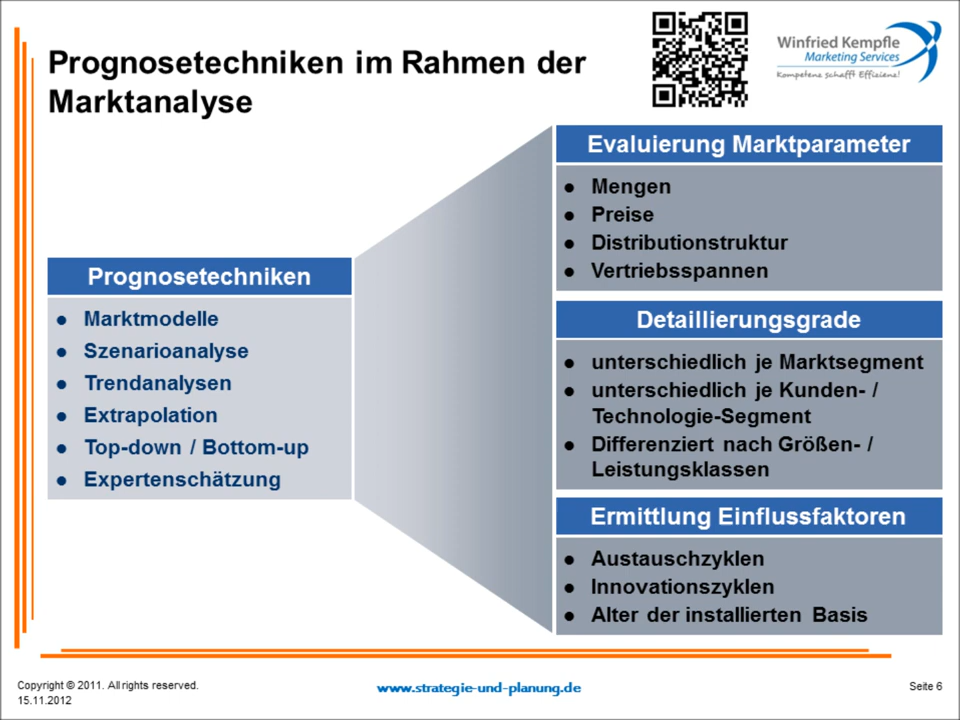 Prognosetechniken im Rahmen der
Marktanalyse
Winfried Kempfle
Marketing Services
Kompetenz schafft Effizienz!
Prognosetechniken
● Marktmodelle
● Szenarioanalyse
● Trendanalysen
● Extrapolation
● Top-down / Bottom-up
● Expertenschätzung
Evaluierung Marktparameter
● Mengen
● Preise
● Distributionstruktur
● Vertriebsspannen
Detaillierungsgrade
● unterschiedlich je Marktsegment
● unterschiedlich je Kunden- /
Technologie-Segment
● Differenziert nach Größen- /
Leistungsklassen
Ermittlung Einflussfaktoren
● Austauschzyklen
● Innovationszyklen
● Alter der installierten Basis
Copyright © 2011. All rights reserved.
15.11.2012
www.strategie-und-planung.de
Seite 6